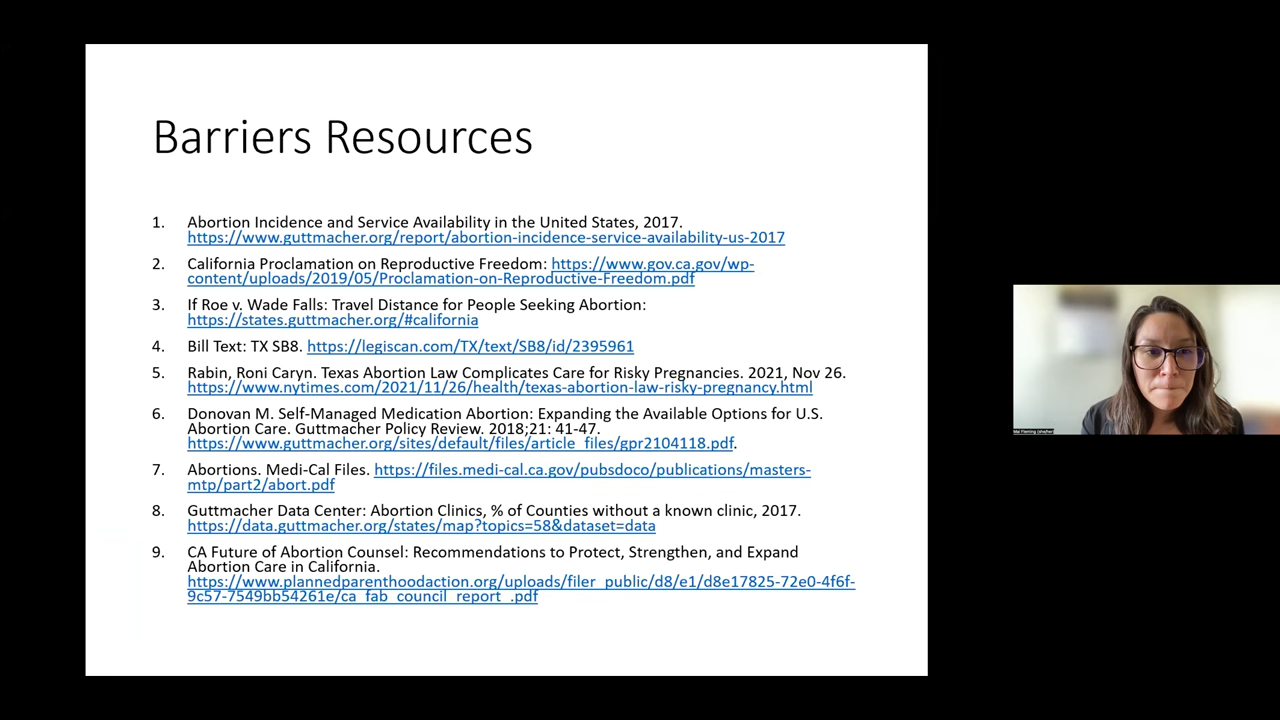 Barriers Resources
1. Abortion Incidence and Service Availability in the United States, 2017.
https://www.guttmacher.org/report/abortion-incidence-service-availability-us-2017
2. California Proclamation on Reproductive Freedom: https://www.gov.ca.gov/wp-
content/uploads/2019/05/Proclamation-on-Reproductive-Freedom.pdf
3. If Roe v. Wade Falls: Travel Distance for People Seeking Abortion:
https://states.guttmacher.org/#california
4. Bill Text: TX SB8. https://legiscan.com/TX/text/SB8/id/2395961
5. Rabin, Roni Caryn. Texas Abortion Law Complicates Care for Risky Pregnancies. 2021, Nov 26.
https://www.nytimes.com/2021/11/26/health/texas-abortion-law-risky-pregnancy.html
6. Donovan M. Self-Managed Medication Abortion: Expanding the Available Options for U.S.
Abortion Care. Guttmacher Policy Review. 2018;21: 41-47.
https://www.guttmacher.org/sites/default/files/article_files/gpr2104118.pdf.
7. Abortions. Medi-Cal Files. https://files.medi-cal.ca.gov/pubsdoco/publications/masters-
mtp/part2/abort.pdf
8. Guttmacher Data Center: Abortion Clinics, % of Counties without a known clinic, 2017.
https://data.guttmacher.org/states/map?topics=58&dataset=data
9. CA Future of Abortion Counsel: Recommendations to Protect, Strengthen, and Expand
Abortion Care in California.
https://www.plannedparenthoodaction.org/uploads/filer_public/d8/e1/d8e17825-72e0-4f6f-
9c57-7549bb54261e/ca_fab_council_report_.pdf
Mai Fleming (she/her)